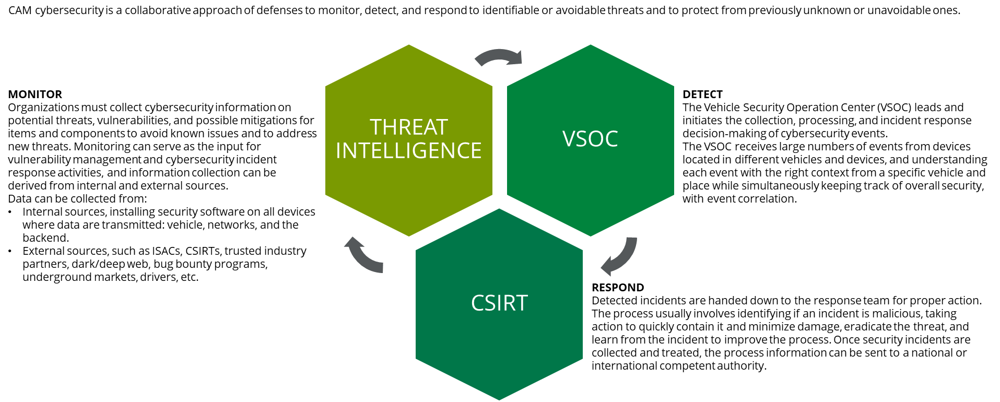 CAM cybersecurity is a collaborative approach of defenses to monitor, detect, and respond to identifiable or avoidable threats and to protect from previously unknown or unavoidable ones.
MONITOR
Organizations must collect cybersecurity information on
potential threats, vulnerabilities, and possible mitigations for
items and components to avoid known issues and to address
new threats. Monitoring can serve as the input for
vulnerability management and cybersecurity incident
response activities, and information collection can be
derived from internal and external sources.
Data can be collected from:
• Internal sources, installing security software on all devices
where data are transmitted: vehicle, networks, and the
backend.
• External sources, such as ISACs, CSIRTs, trusted industry
partners, dark/deep web, bug bounty programs,
underground markets, drivers, etc.
THREAT
INTELLIGENCE
VSOC
DETECT
The Vehicle Security Operation Center (VSOC) leads and
initiates the collection, processing, and incident response
decision-making of cybersecurity events.
The VSOC receives large numbers of events from devices
located in different vehicles and devices, and understanding
each event with the right context from a specific vehicle and
place while simultaneously keeping track of overall security,
with event correlation.
CSIRT
RESPOND
Detected incidents are handed down to the response team for proper action.
The process usually involves identifying if an incident is malicious, taking
action to quickly contain it and minimize damage, eradicate the threat, and
learn from the incident to improve the process. Once security incidents are
collected and treated, the process information can be sent to a national or
international competent authority.